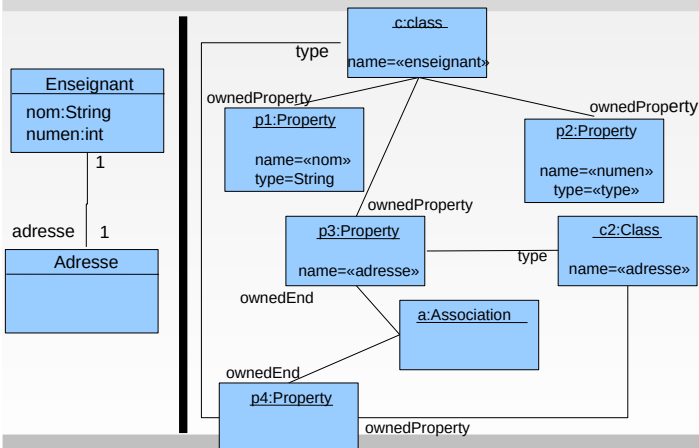 Enseignant
nom:String
numen:int
1
adresse 1
Adresse
c:class
name=«enseignant»
type
ownedProperty
ownedProperty
p1:Property
name=«nom»
type=String
p2:Property
name=«numen»
type=«type»
ownedProperty
p3:Property
name=«adresse»
type
c2:Class
name=«adresse»
ownedEnd
a:Association
ownedEnd
p4:Property
ownedProperty